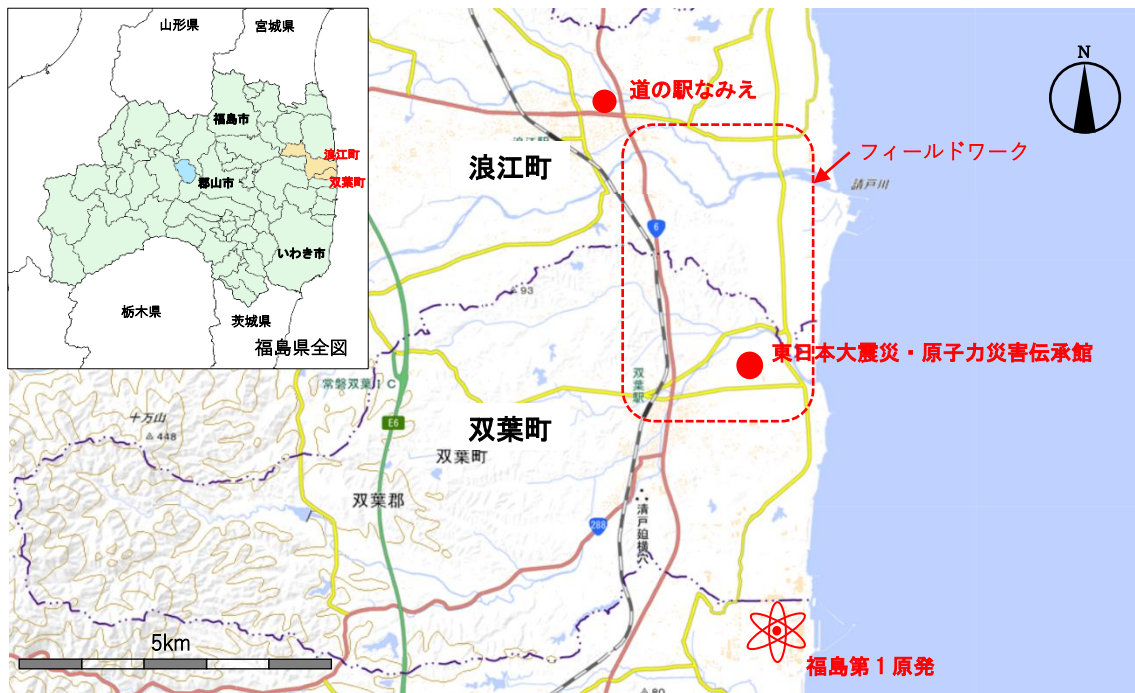 山形県
宮城県
福島市
浪江町
双葉町
郡山市
いわき市
栃木県
茨城県
福島県全図
N
道の駅なみえ
浪江駅
浪江町
フィールドワーク
請戸川
6
93
東日本大震災・原子力災害伝承館
双葉駅
常磐双葉IC
E6
十万山
448
双葉町
双葉町
双葉郡
288
清戸廹横穴
5km
福島第1原発
80